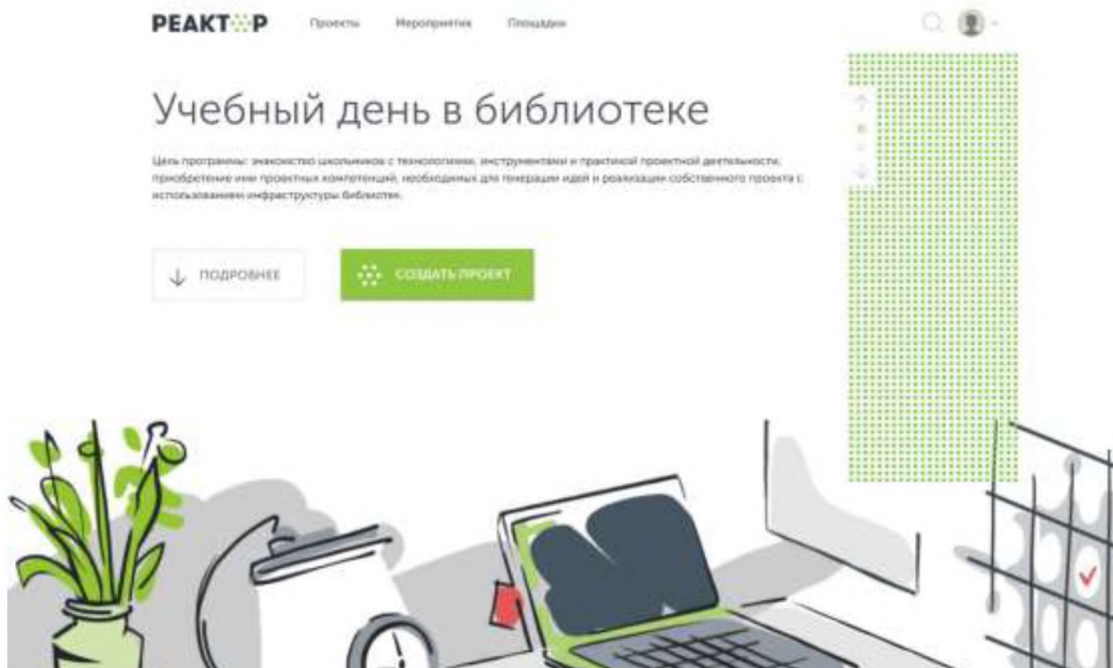 РЕАКТОР
Проекты Мероприятия Площадки
Учебный день в библиотеке
Цель программы: знакомство школьников с технологиями, инструментами и практикой проектной деятельности,
приобретение ими проектных компетенций, необходимых для генерации идей и реализации собственного проекта с
использованием инфраструктуры библиотек.
ПОДРОБНЕЕ
СОЗДАТЬ ПРОЕКТ